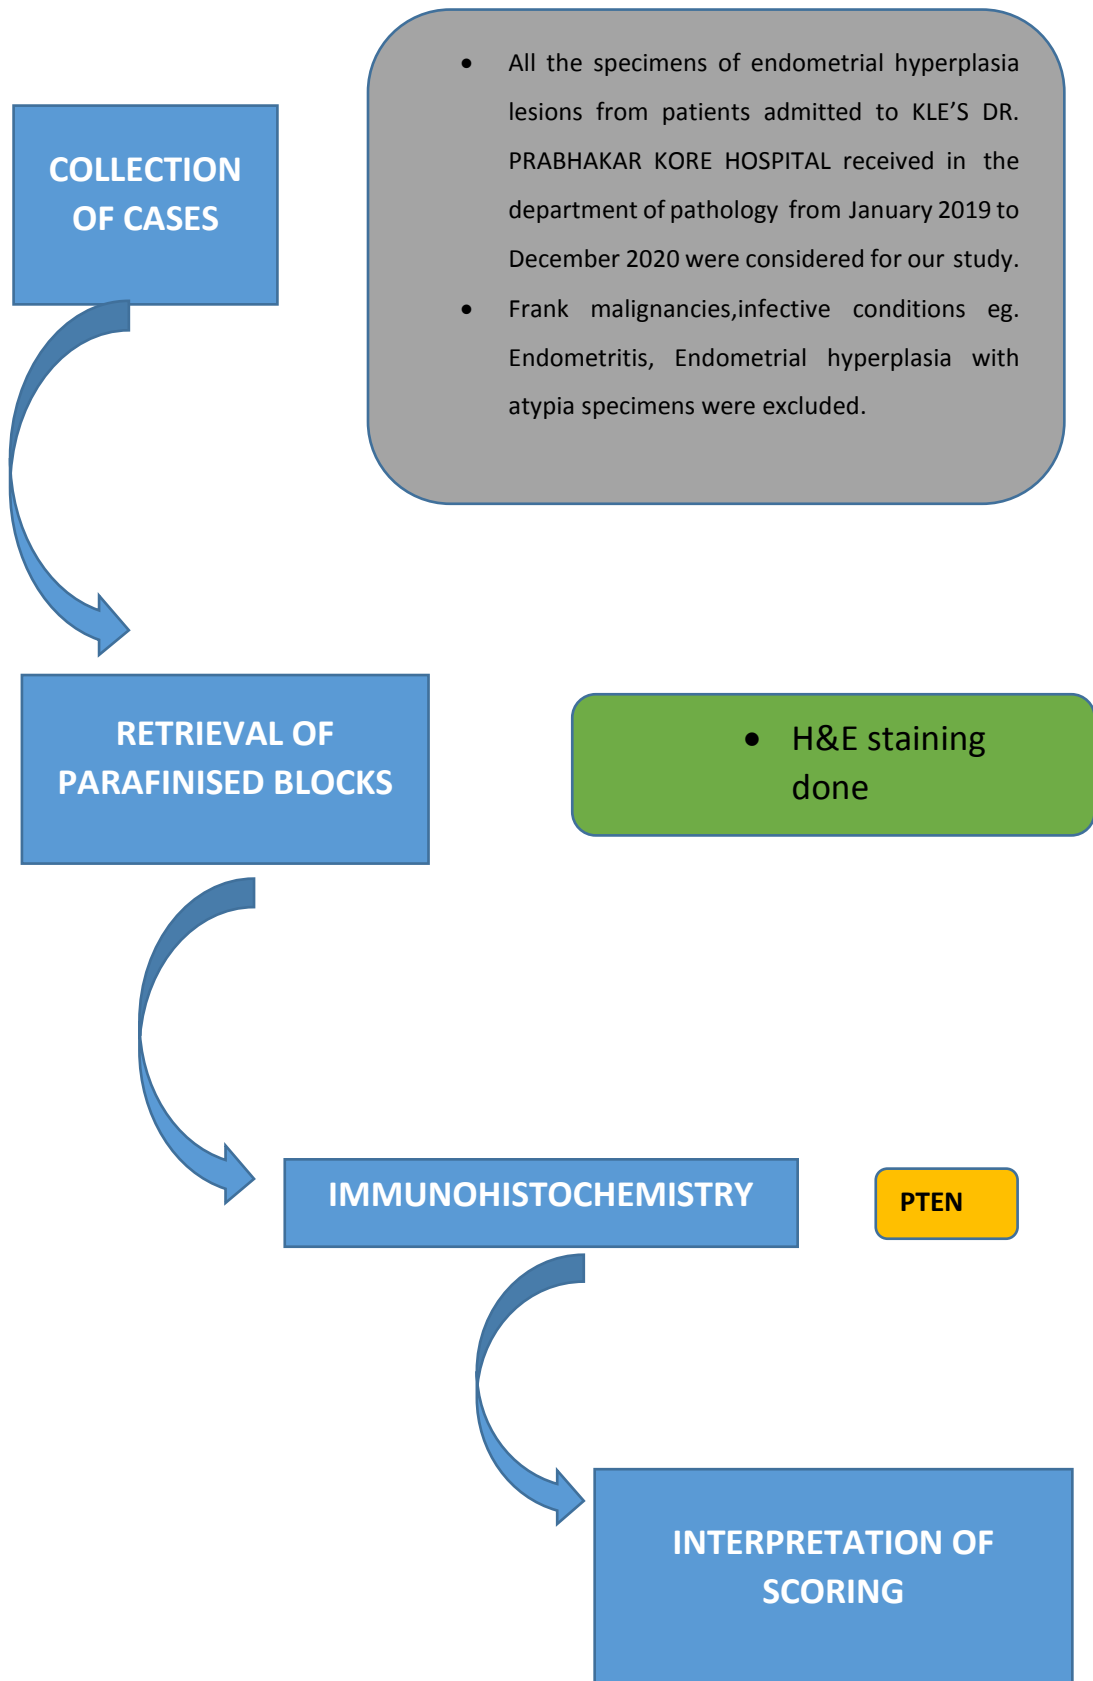 COLLECTION
OF CASES
• All the specimens of endometrial hyperplasia
lesions from patients admitted to KLE’S DR.
PRABHAKAR KORE HOSPITAL received in the
department of pathology from January 2019 to
December 2020 were considered for our study.
• Frank malignancies,infective conditions eg.
Endometritis, Endometrial hyperplasia with
atypia specimens were excluded.
RETRIEVAL OF
PARAFINISED BLOCKS
• H&E staining
done
IMMUNOHISTOCHEMISTRY
PTEN
INTERPRETATION OF
SCORING